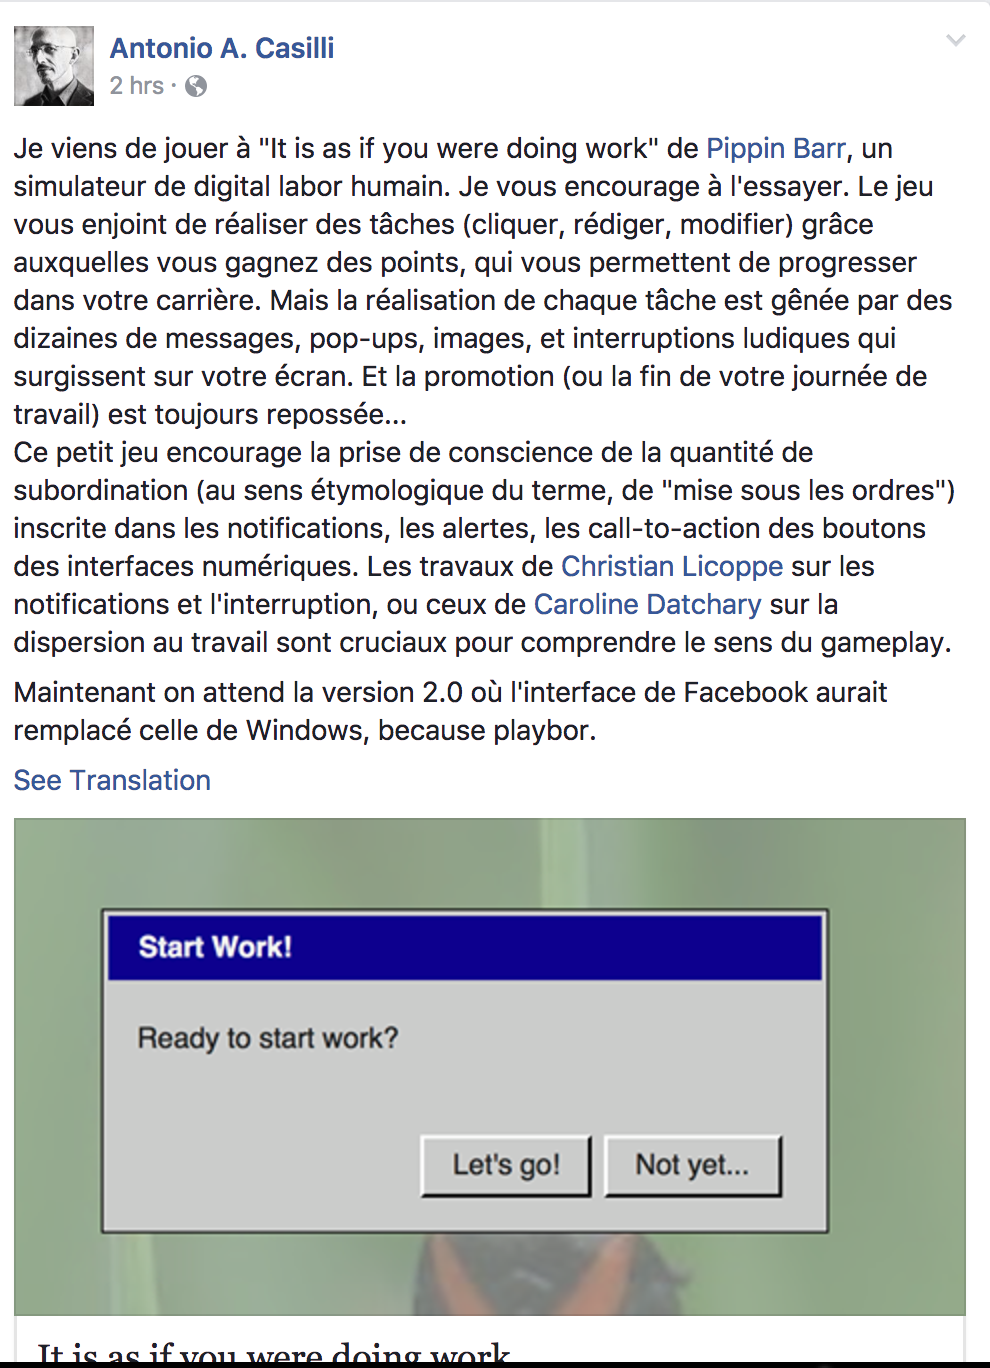 Antonio A. Casilli
2 hrs ·
Je viens de jouer à "It is as if you were doing work" de Pippin Barr, un
simulateur de digital labor humain. Je vous encourage à l'essayer. Le jeu
vous enjoint de réaliser des tâches (cliquer, rédiger, modifier) grâce
auxquelles vous gagnez des points, qui vous permettent de progresser
dans votre carrière. Mais la réalisation de chaque tâche est gênée par des
dizaines de messages, pop-ups, images, et interruptions ludiques qui
surgissent sur votre écran. Et la promotion (ou la fin de votre journée de
travail) est toujours repossée...
Ce petit jeu encourage la prise de conscience de la quantité de
subordination (au sens étymologique du terme, de "mise sous les ordres")
inscrite dans les notifications, les alertes, les call-to-action des boutons
des interfaces numériques. Les travaux de Christian Licoppe sur les
notifications et l'interruption, ou ceux de Caroline Datchary sur la
dispersion au travail sont cruciaux pour comprendre le sens du gameplay.
Maintenant on attend la version 2.0 où l'interface de Facebook aurait
remplacé celle de Windows, because playbor.
See Translation
Start Work!
Ready to start work?
Let's go! Not yet...
It is as if you were doing work